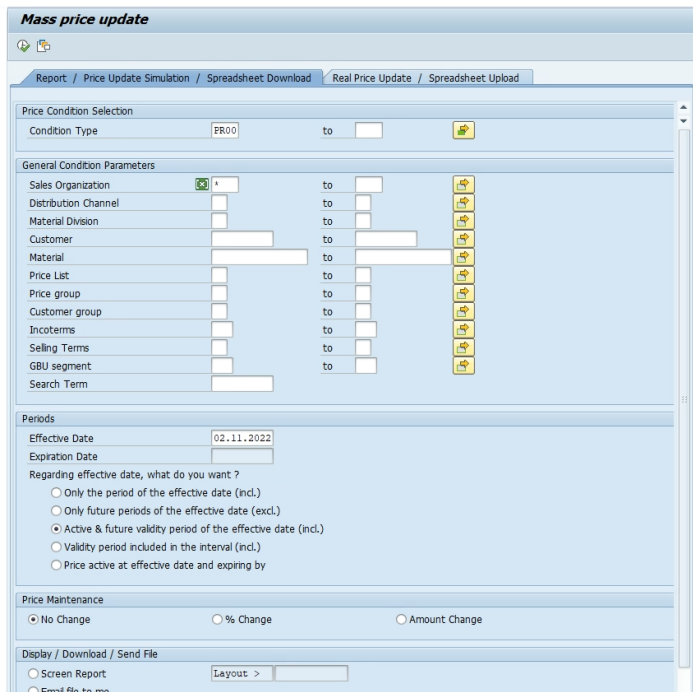 Mass price update
Report / Price Update Simulation / Spreadsheet Download Real Price Update / Spreadsheet Upload
Price Condition Selection
Condition Type PR00 to
General Condition Parameters
Sales Organization * to
Distribution Channel to
Material Division to
Customer to
Material to
Price List to
Price group to
Customer group to
Incoterms to
Selling Terms to
GBU segment to
Search Term
Periods
Effective Date 02.11.2022
Expiration Date
Regarding effective date, what do you want ?
Only the period of the effective date (incl.)
Only future periods of the effective date (excl.)
Active & future validity period of the effective date (incl.)
Validity period included in the interval (incl.)
Price active at effective date and expiring by
Price Maintenance
No Change % Change Amount Change
Display / Download / Send File
Screen Report Layout >
Email file to me